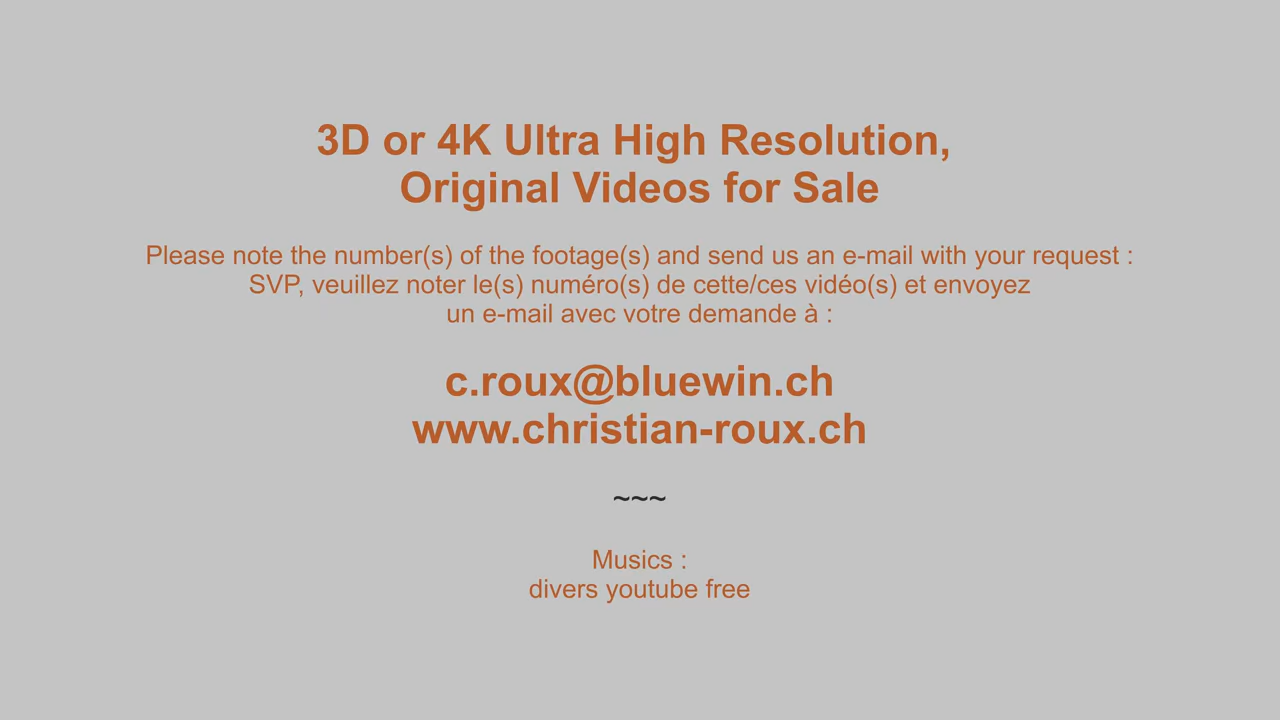 3D or 4K Ultra High Resolution,
Original Videos for Sale
Please note the number(s) of the footage(s) and send us an e-mail with your request :
SVP, veuillez noter le(s) numéro(s) de cette/ces vidéo(s) et envoyez
un e-mail avec votre demande à :
c.roux@bluewin.ch
www.christian-roux.ch
~~~
Musics :
divers youtube free